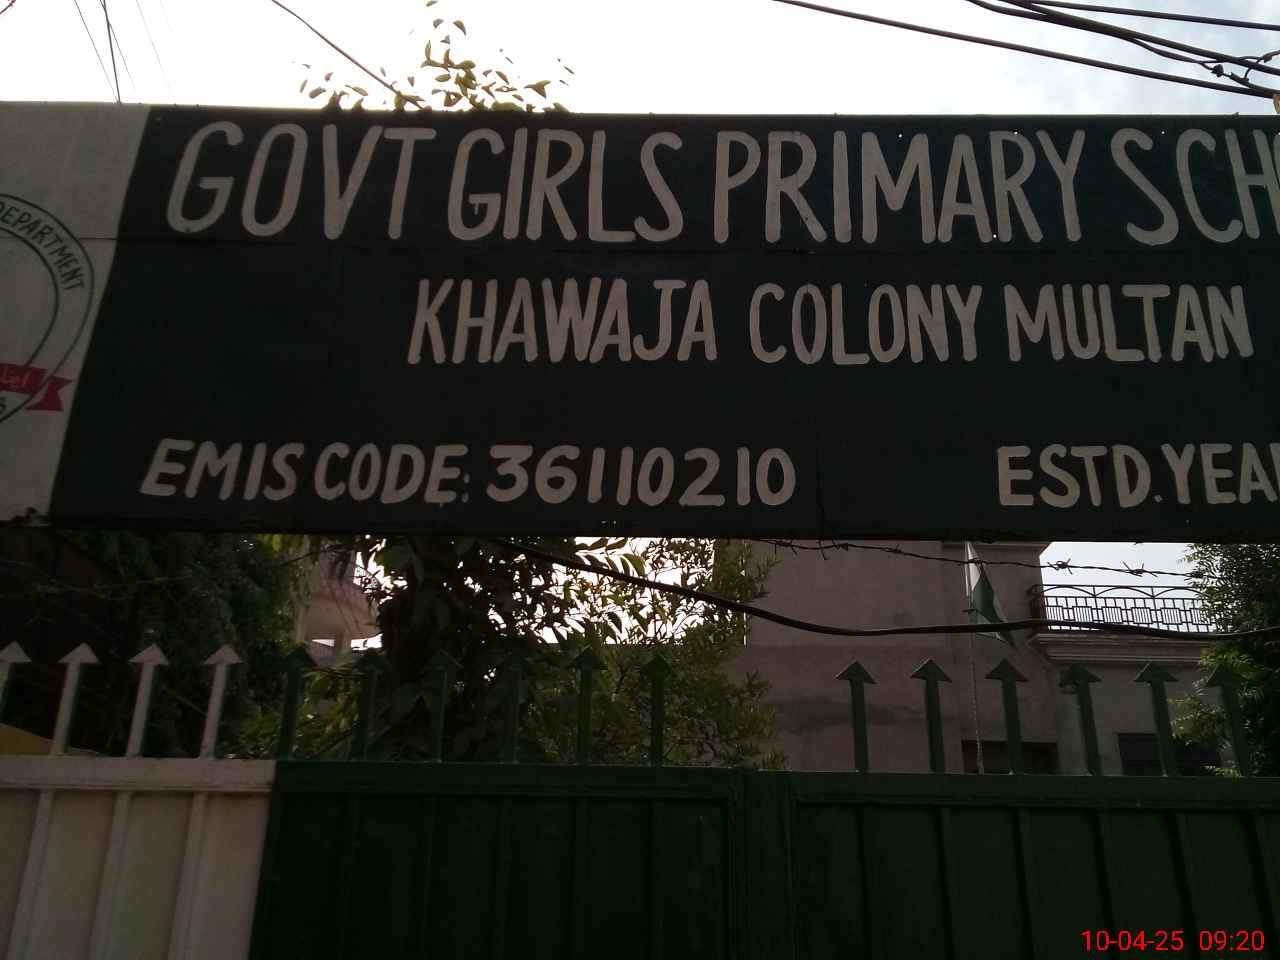 GOVT GIRLS PRIMARY SCH
KHAWAJA COLONY MULTAN
EMIS CODE: 36110210
ESTD.YEA
DEPARTMENT
10-04-25 09:20